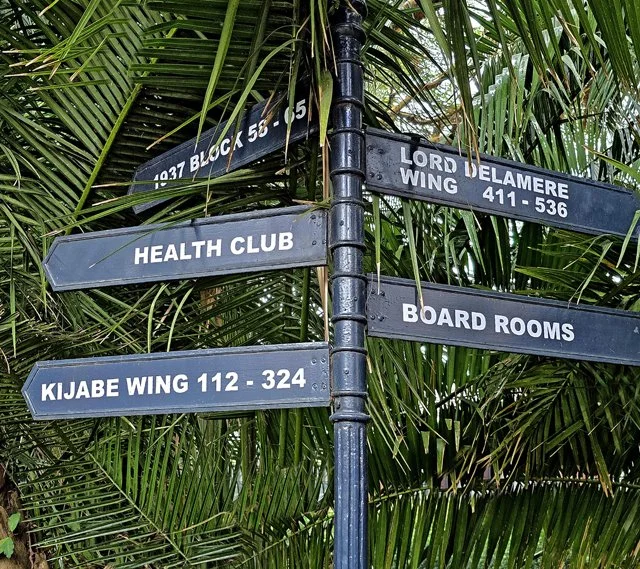 1937 BLOCK 58 - 65
LORD DELAMERE
WING 411 - 536
HEALTH CLUB
BOARD ROOMS
KIJABE WING 112 - 324